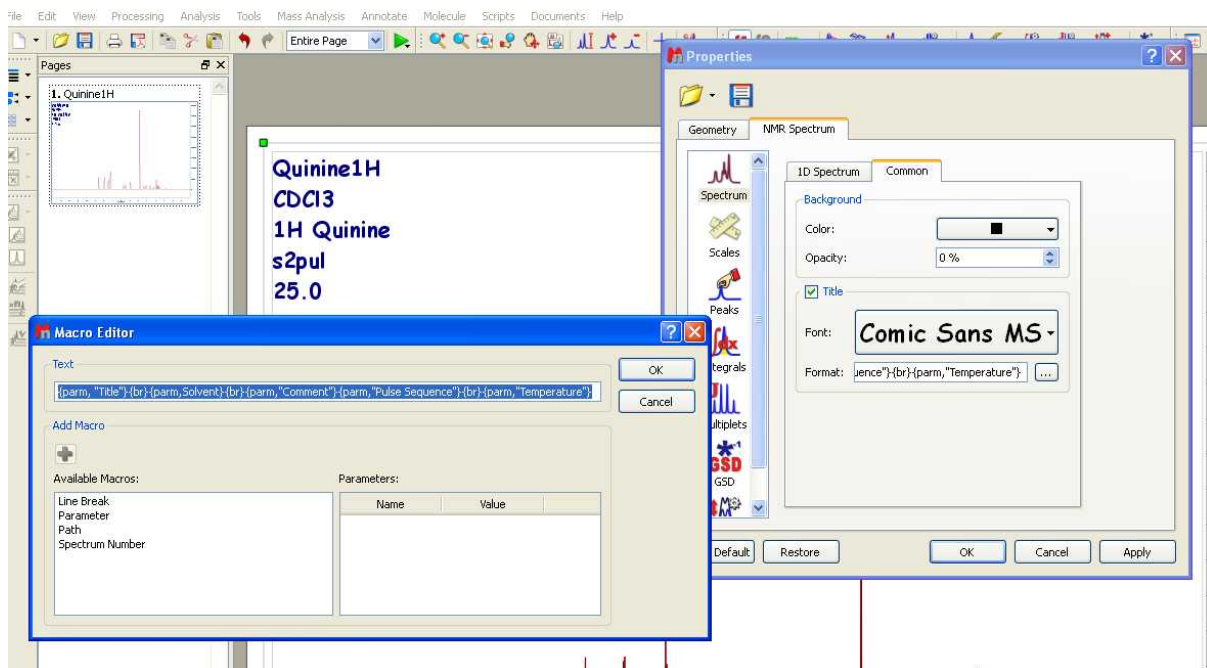 File Edit View Processing Analysis Tools Mass Analysis Annotate Molecule Scripts Documents Help
Entire Page
Pages
1. Quinine1H
Quinine1H
CDCl3
1H Quinine
s2pul
25.0
Properties
Geometry NMR Spectrum
Spectrum
Scales
Peaks
tegrals
ultiplets
GSD
GSD
1D Spectrum Common
Background
Color:
Opacity: 0 %
Title
Font: Comic Sans MS
Format: uence"}{br}{parm,"Temperature"} ...
Default Restore OK Cancel Apply
Macro Editor
Text
{parm, "Title"}{br}{parm,Solvent}{br}{parm,"Comment"}{parm,"Pulse Sequence"}{br}{parm,"Temperature"}
OK
Cancel
Add Macro
Available Macros:
Line Break
Parameter
Path
Spectrum Number
Parameters:
Name Value